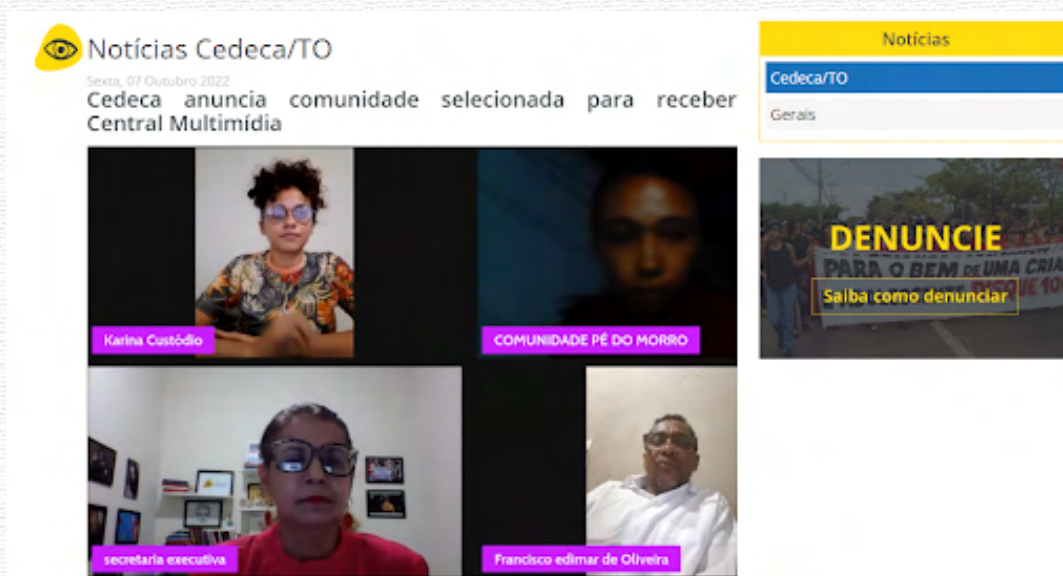 Notícias Cedeca/TO
Sexta, 07 Outubro 2022
Cedeca anuncia comunidade selecionada para receber
Central Multimídia
Karina Custódio
COMUNIDADE PÉ DO MORRO
secretaria executiva
Francisco edimar de Oliveira
Notícias
Cedeca/TO
Gerais
DENUNCIE
PARA O BEM DE UMA CRIA
Saiba como denunciar